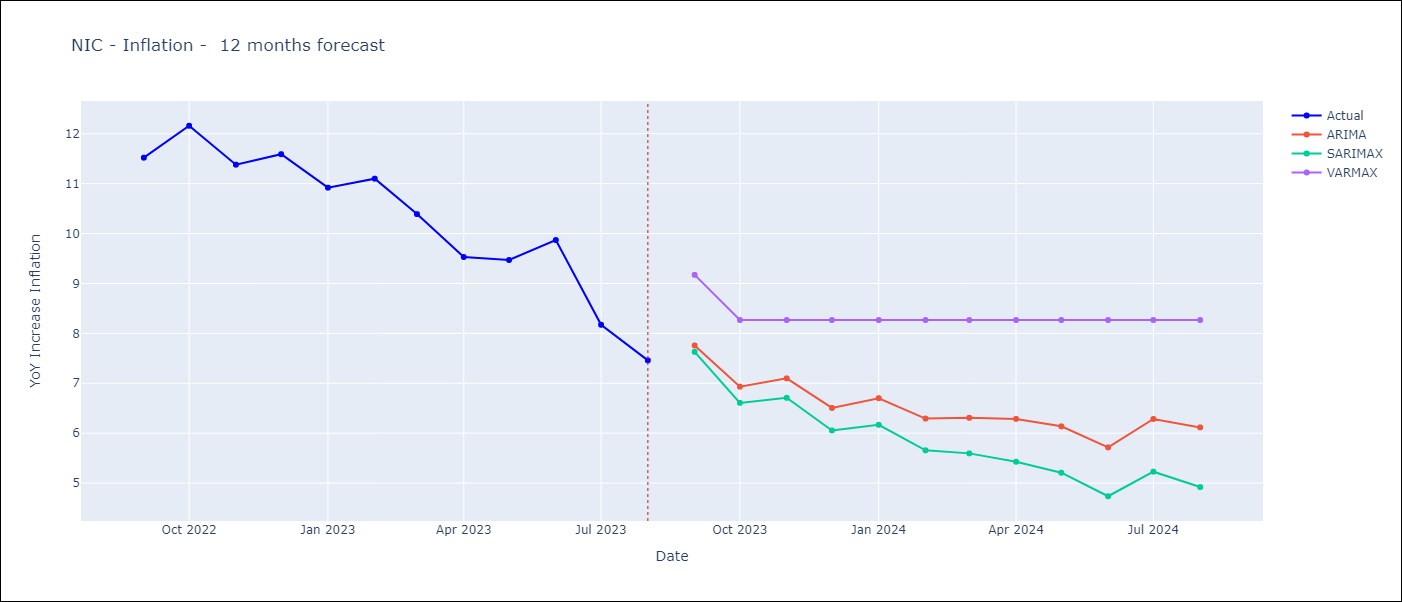 NIC - Inflation -  12 months forecast
Actual
ARIMA
SARIMAX
VARMAX
YoY Increase Inflation
12
11
10
9
8
7
6
5
Oct 2022 Jan 2023 Apr 2023 Jul 2023 Oct 2023 Jan 2024 Apr 2024 Jul 2024
Date